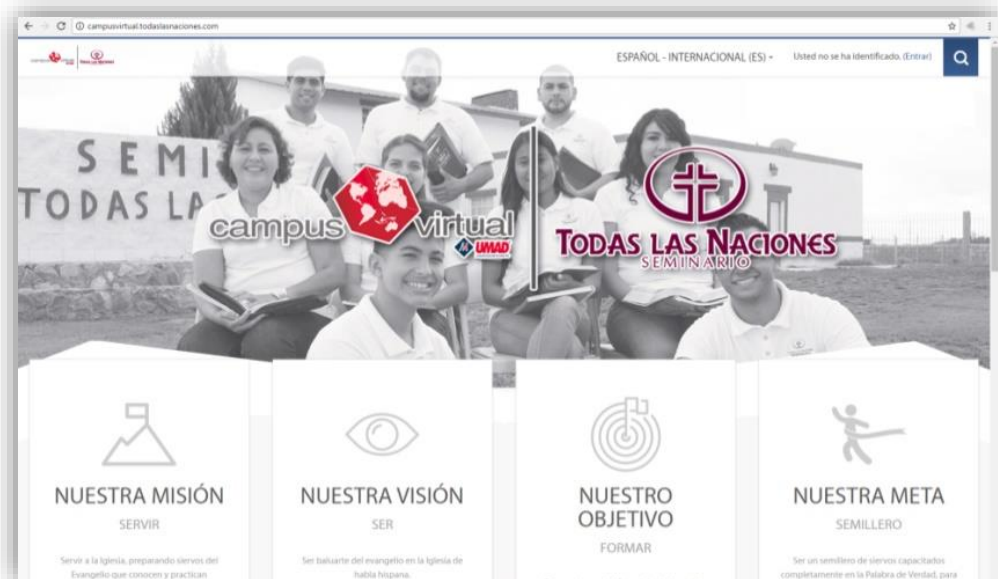 campusvirtual.todaslasnaciones.com
ESPAÑOL - INTERNACIONAL (ES)
Usted no se ha identificado. (Entrar)
SEMI
TODAS LA
campus virtual
UMAD
TODAS LAS NACIONES
SEMINARIO
NUESTRA MISIÓN
SERVIR
Servir a la Iglesia, preparando siervos del
Evangelio que conocen y practican
NUESTRA VISIÓN
SER
Ser baluarte del evangelio en la Iglesia de
habla hispana.
NUESTRO
OBJETIVO
FORMAR
NUESTRA META
SEMILLERO
Ser un semillero de siervos capacitados
completamente en la Palabra de Verdad, para